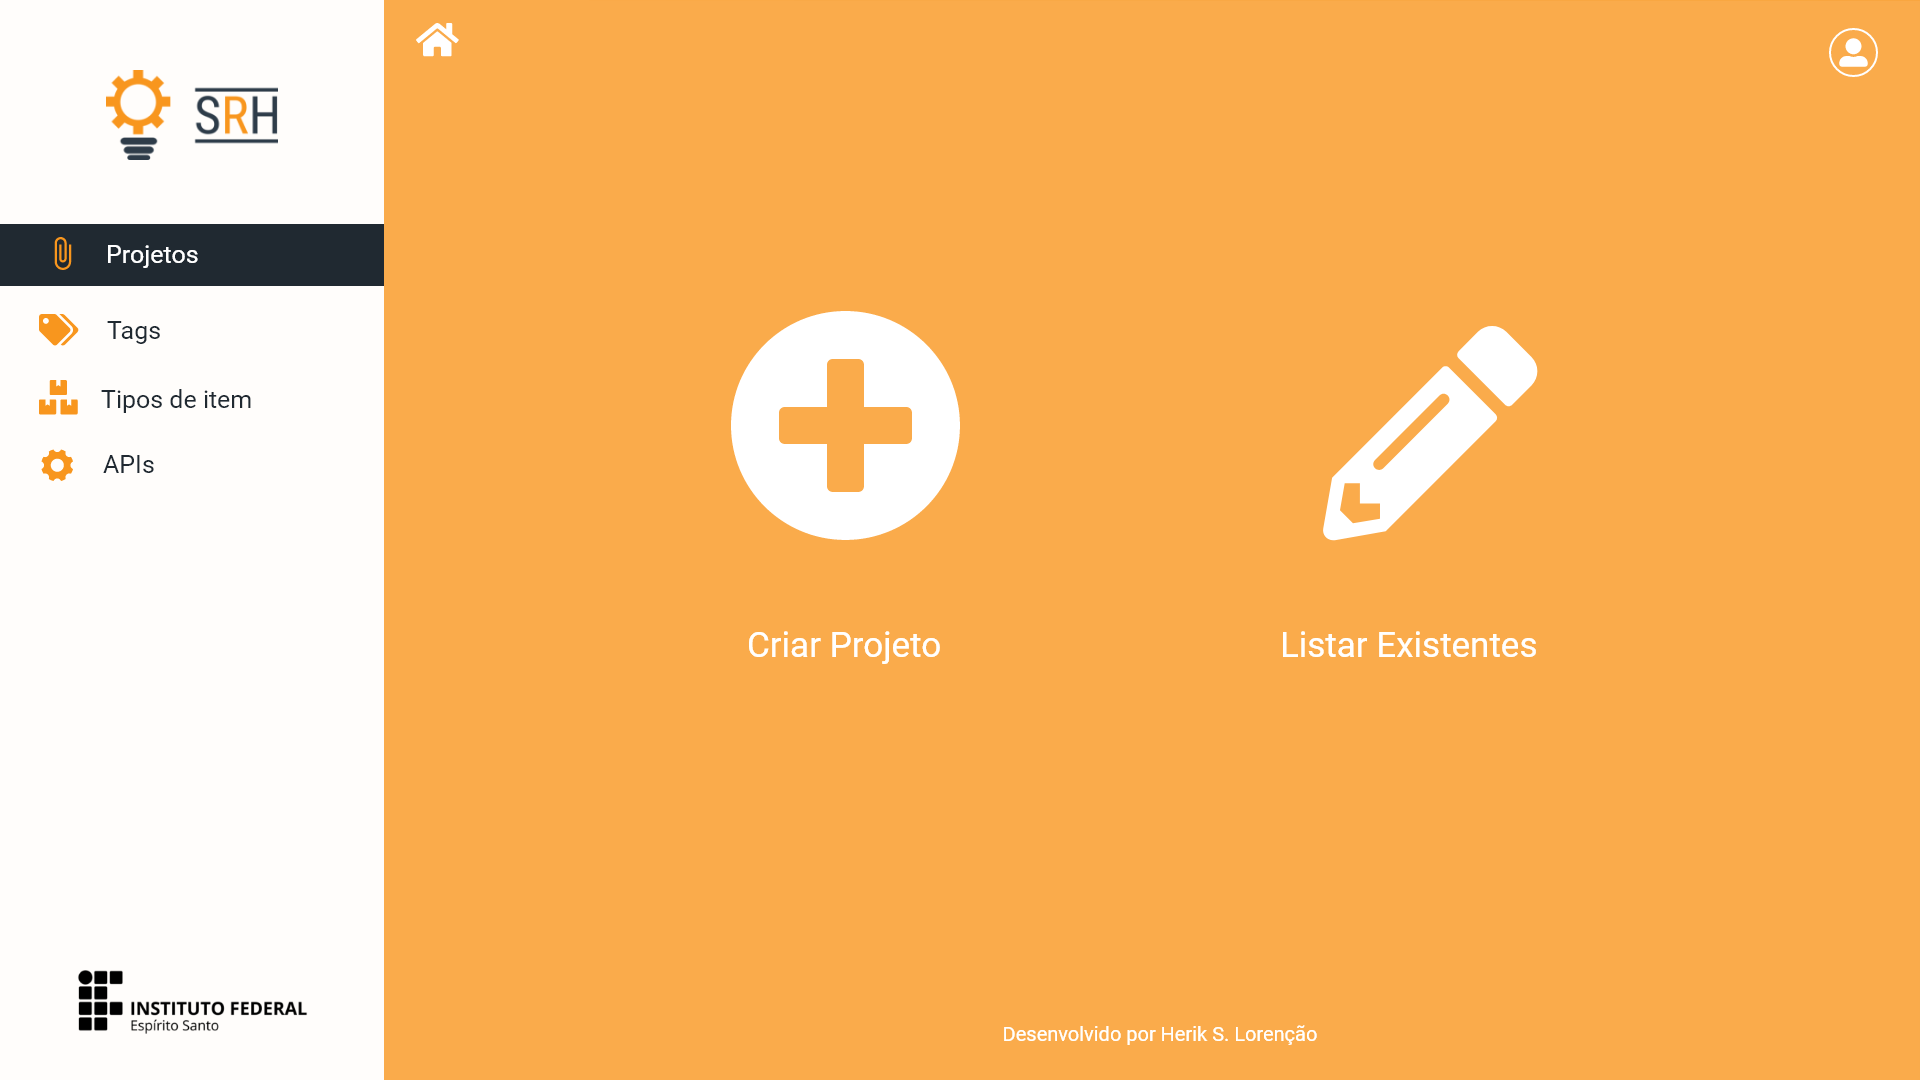 SRH
Projetos
Tags
Tipos de item
APIs
Criar Projeto
Listar Existentes
INSTITUTO FEDERAL
Espírito Santo
Desenvolvido por Herik S. Lorenção